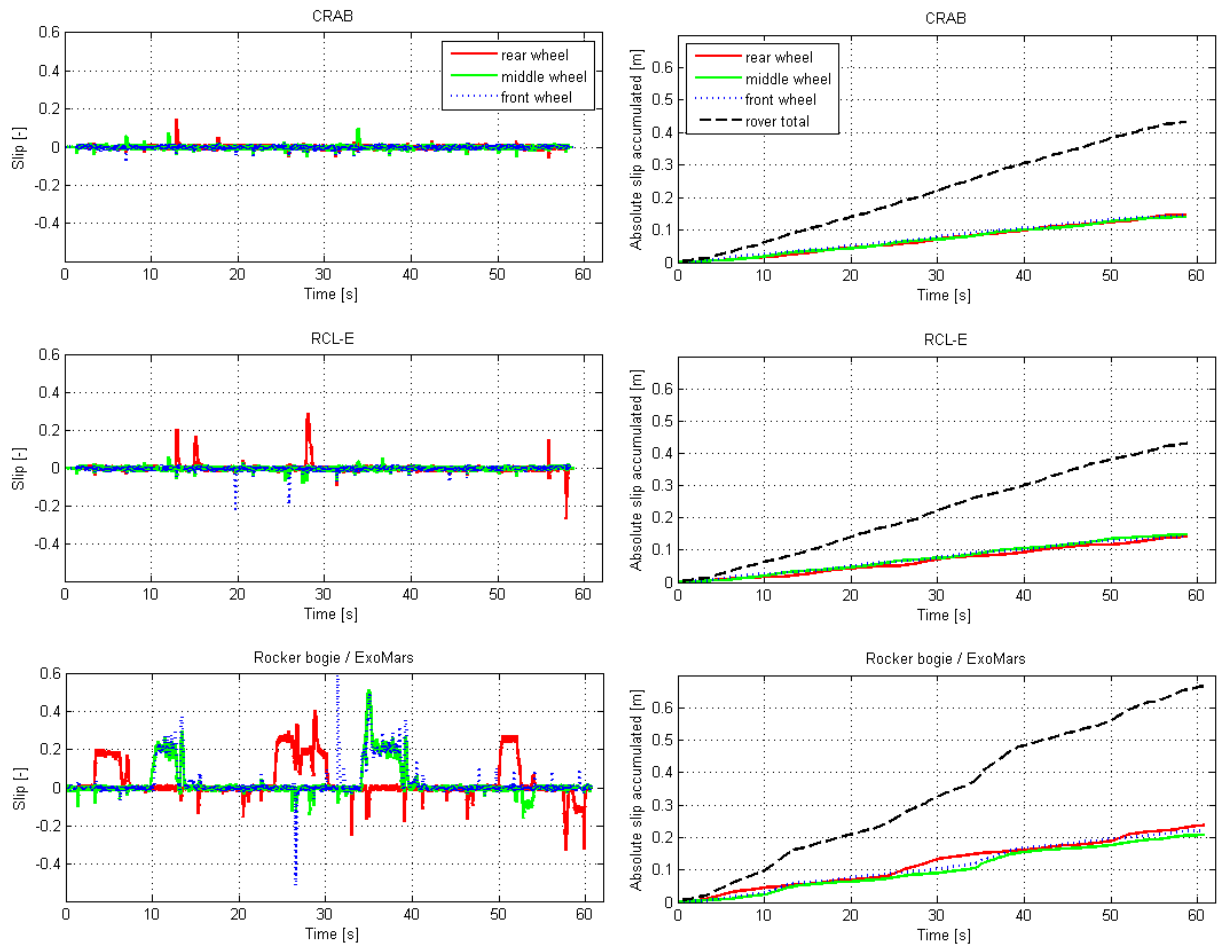 CRAB
0.6
0.4
0.2
0
-0.2
-0.4
Slip [-]
rear wheel
middle wheel
front wheel
0 10 20 30 40 50 60
Time [s]
CRAB
0.6
0.5
0.4
0.3
0.2
0.1
0
Absolute slip accumulated [m]
rear wheel
middle wheel
front wheel
rover total
0 10 20 30 40 50 60
Time [s]
RCL-E
0.6
0.4
0.2
0
-0.2
-0.4
Slip [-]
0 10 20 30 40 50 60
Time [s]
RCL-E
0.6
0.5
0.4
0.3
0.2
0.1
0
Absolute slip accumulated [m]
0 10 20 30 40 50 60
Time [s]
Rocker bogie / ExoMars
0.6
0.4
0.2
0
-0.2
-0.4
Slip [-]
0 10 20 30 40 50 60
Time [s]
Rocker bogie / ExoMars
0.6
0.5
0.4
0.3
0.2
0.1
0
Absolute slip accumulated [m]
0 10 20 30 40 50 60
Time [s]